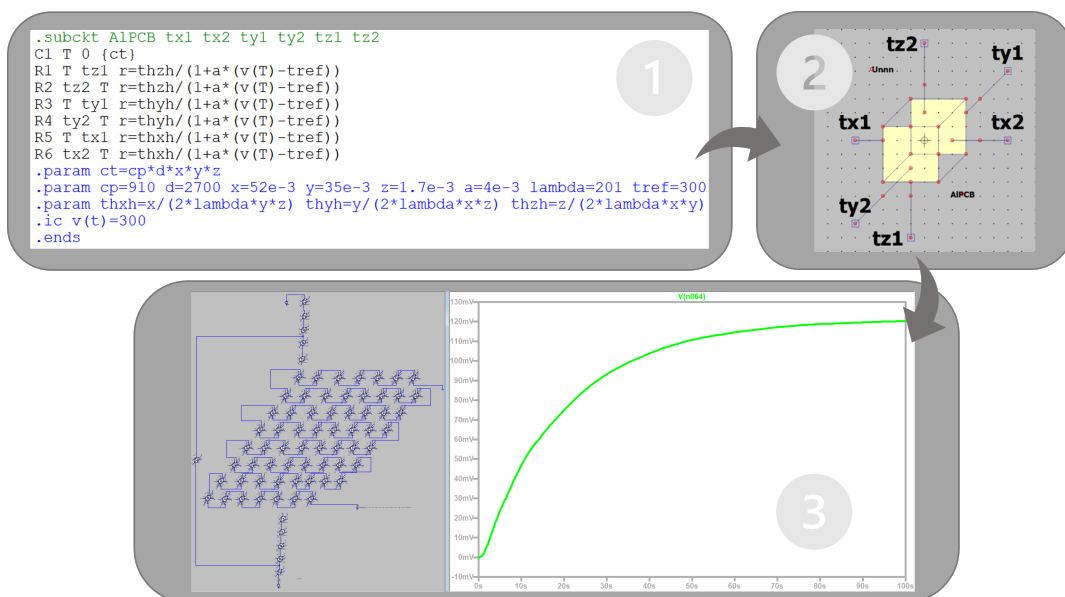 .subckt AlPCB tx1 tx2 ty1 ty2 tz1 tz2
C1 T 0 {ct}
R1 T tz1 r=thzh/(1+a*(v(T)-tref))
R2 tz2 T r=thzh/(1+a*(v(T)-tref))
R3 T ty1 r=thyh/(1+a*(v(T)-tref))
R4 ty2 T r=thyh/(1+a*(v(T)-tref))
R5 T tx1 r=thxh/(1+a*(v(T)-tref))
R6 tx2 T r=thxh/(1+a*(v(T)-tref))
.param ct=cp*d*x*y*z
.param cp=910 d=2700 x=52e-3 y=35e-3 z=1.7e-3 a=4e-3 lambda=201 tref=300
.param thxh=x/(2*lambda*y*z) thyh=y/(2*lambda*x*z) thzh=z/(2*lambda*x*y)
.ic v(t)=300
.ends
1
2
tz2
ty1
Unnn
tx1
tx2
AlPCB
ty2
tz1
V(n064)
130mV
120mV
110mV
100mV
90mV
80mV
70mV
60mV
50mV
40mV
30mV
20mV
10mV
0mV
-10mV
0s 10s 20s 30s 40s 50s 60s 70s 80s 90s 100s
3